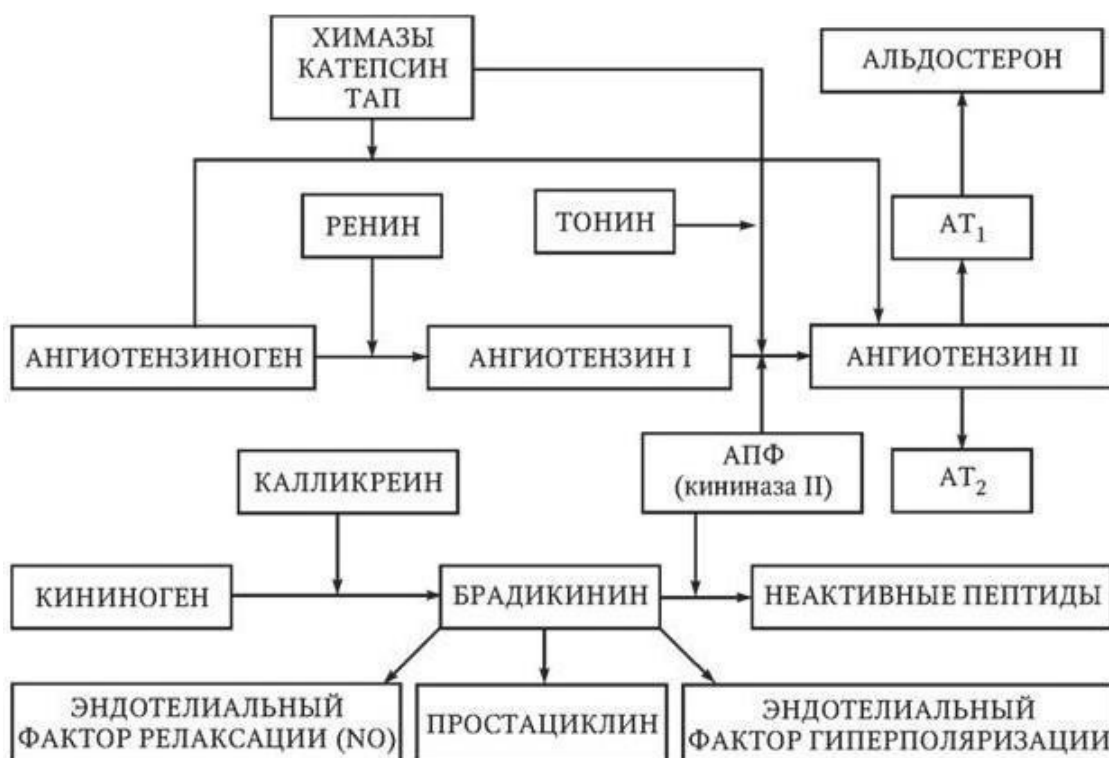 ХИМАЗЫ
КАТЕПСИН
ТАП
АЛЬДОСТЕРОН
РЕНИН
ТОНИН
АТ1
АНГИОТЕНЗИНОГЕН
АНГИОТЕНЗИН I
АНГИОТЕНЗИН II
КАЛЛИКРЕИН
АПФ
(кининаза II)
АТ2
КИНИНОГЕН
БРАДИКИНИН
НЕАКТИВНЫЕ ПЕПТИДЫ
ЭНДОТЕЛИАЛЬНЫЙ
ФАКТОР РЕЛАКСАЦИИ (NO)
ПРОСТАЦИКЛИН
ЭНДОТЕЛИАЛЬНЫЙ
ФАКТОР ГИПЕРПОЛЯРИЗАЦИИ